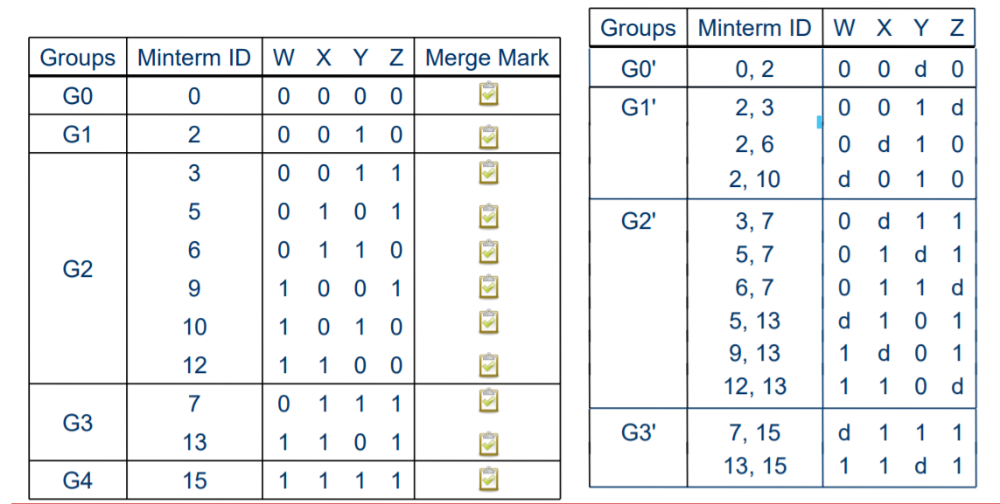 Groups Minterm ID W X Y Z Merge Mark
G0 0 0 0 0 0
G1 2 0 0 1 0
3 0 0 1 1
5 0 1 0 1
6 0 1 1 0
G2
9 1 0 0 1
10 1 0 1 0
12 1 1 0 0
7 0 1 1 1
G3
13 1 1 0 1
G4 15 1 1 1 1
Groups Minterm ID W X Y Z
G0' 0, 2 0 0 d 0
G1' 2, 3 0 0 1 d
2, 6 0 d 1 0
2, 10 d 0 1 0
G2' 3, 7 0 d 1 1
5, 7 0 1 d 1
6, 7 0 1 1 d
5, 13 d 1 0 1
9, 13 1 d 0 1
12, 13 1 1 0 d
G3' 7, 15 d 1 1 1
13, 15 1 1 d 1